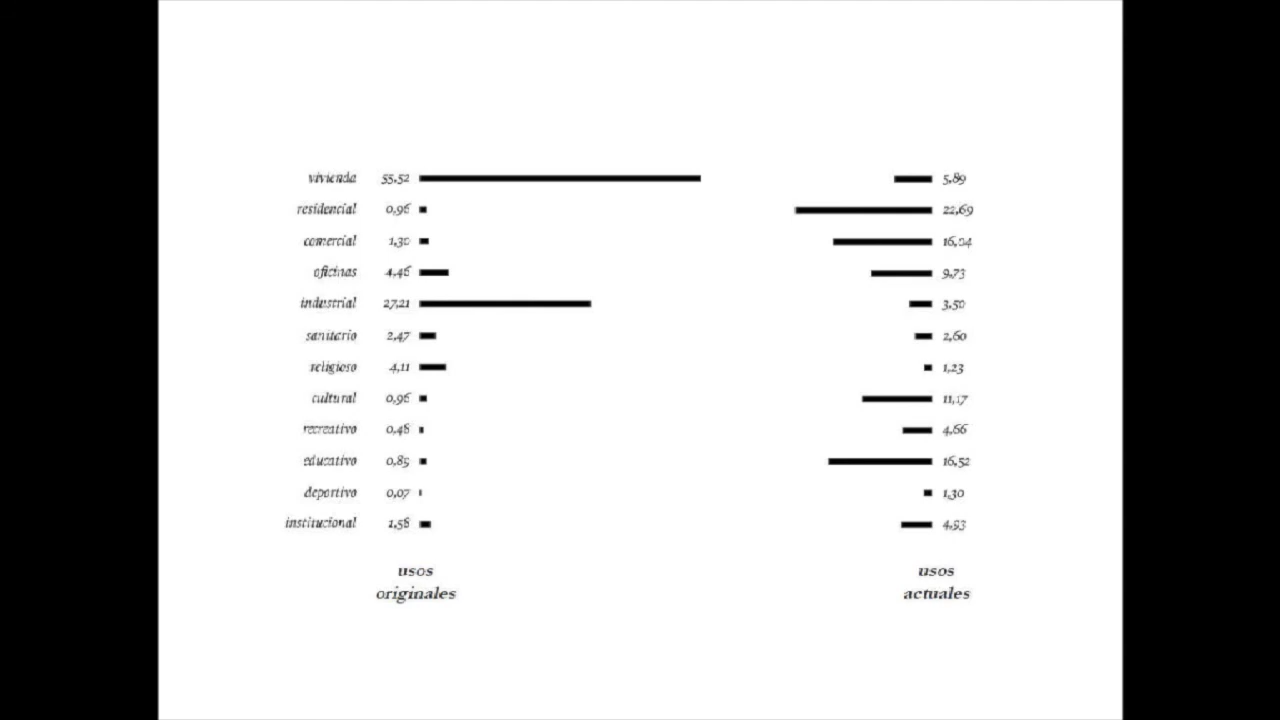 vivienda 55,52 5,89
residencial 0,96 22,69
comercial 1,30 16,04
oficinas 4,46 9,73
industrial 27,21 3,50
sanitario 2,47 2,60
religioso 4,11 1,23
cultural 0,96 11,17
recreativo 0,48 4,66
educativo 0,89 16,52
deportivo 0,07 1,30
institucional 1,58 4,93
usos usos
originales actuales